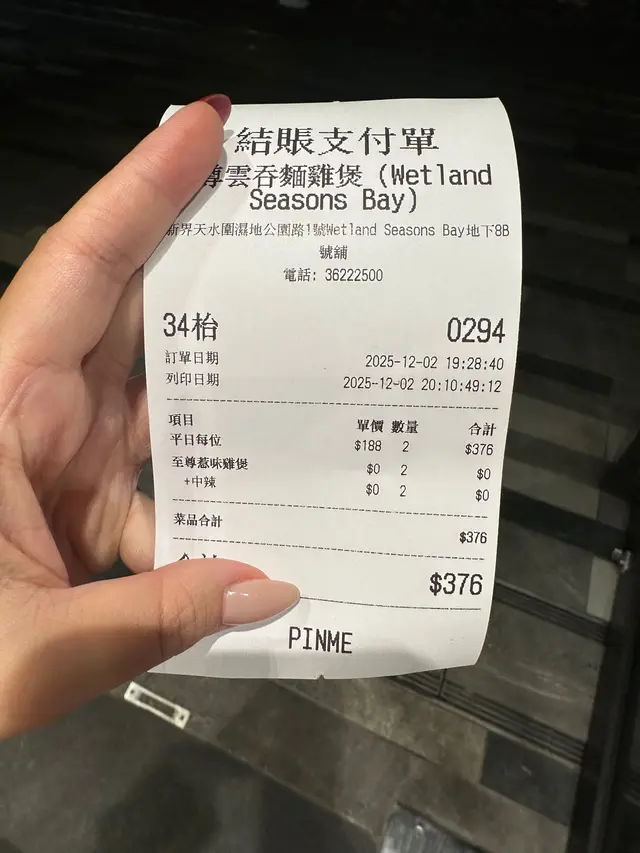 結賬支付單
尊雲吞麵雞煲 (Wetland
Seasons Bay)
新界天水圍濕地公園路1號Wetland Seasons Bay地下8B
號舖
電話: 36222500
34枱 0294
訂單日期 2025-12-02 19:28:40
列印日期 2025-12-02 20:10:49:12
項目 單價 數量 合計
平日每位 $188 2 $376
至尊惹味雞煲 $0 2 $0
+中辣 $0 2 $0
菜品合計 $376
$376
PINME